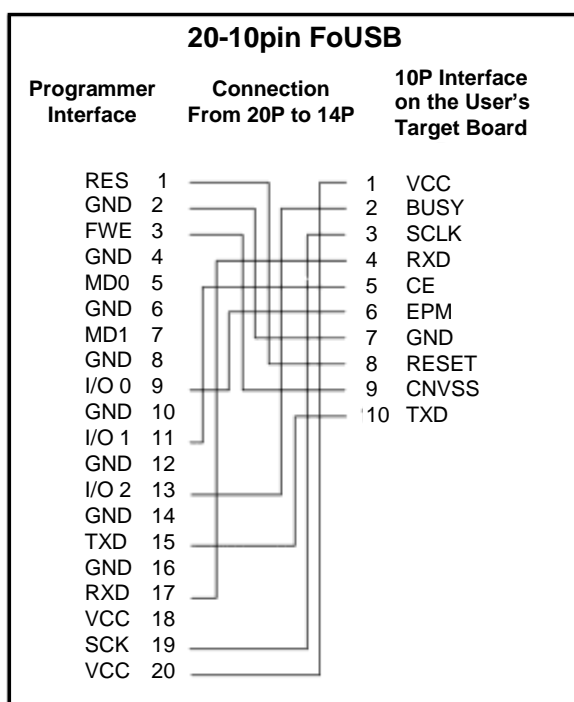 20-10pin FoUSB
Programmer Interface
Connection From 20P to 14P
10P Interface on the User's Target Board
RES 1
GND 2
FWE 3
GND 4
MD0 5
GND 6
MD1 7
GND 8
I/O 0 9
GND 10
I/O 1 11
GND 12
I/O 2 13
GND 14
TXD 15
GND 16
RXD 17
VCC 18
SCK 19
VCC 20
1 VCC
2 BUSY
3 SCLK
4 RXD
5 CE
6 EPM
7 GND
8 RESET
9 CNVSS
10 TXD